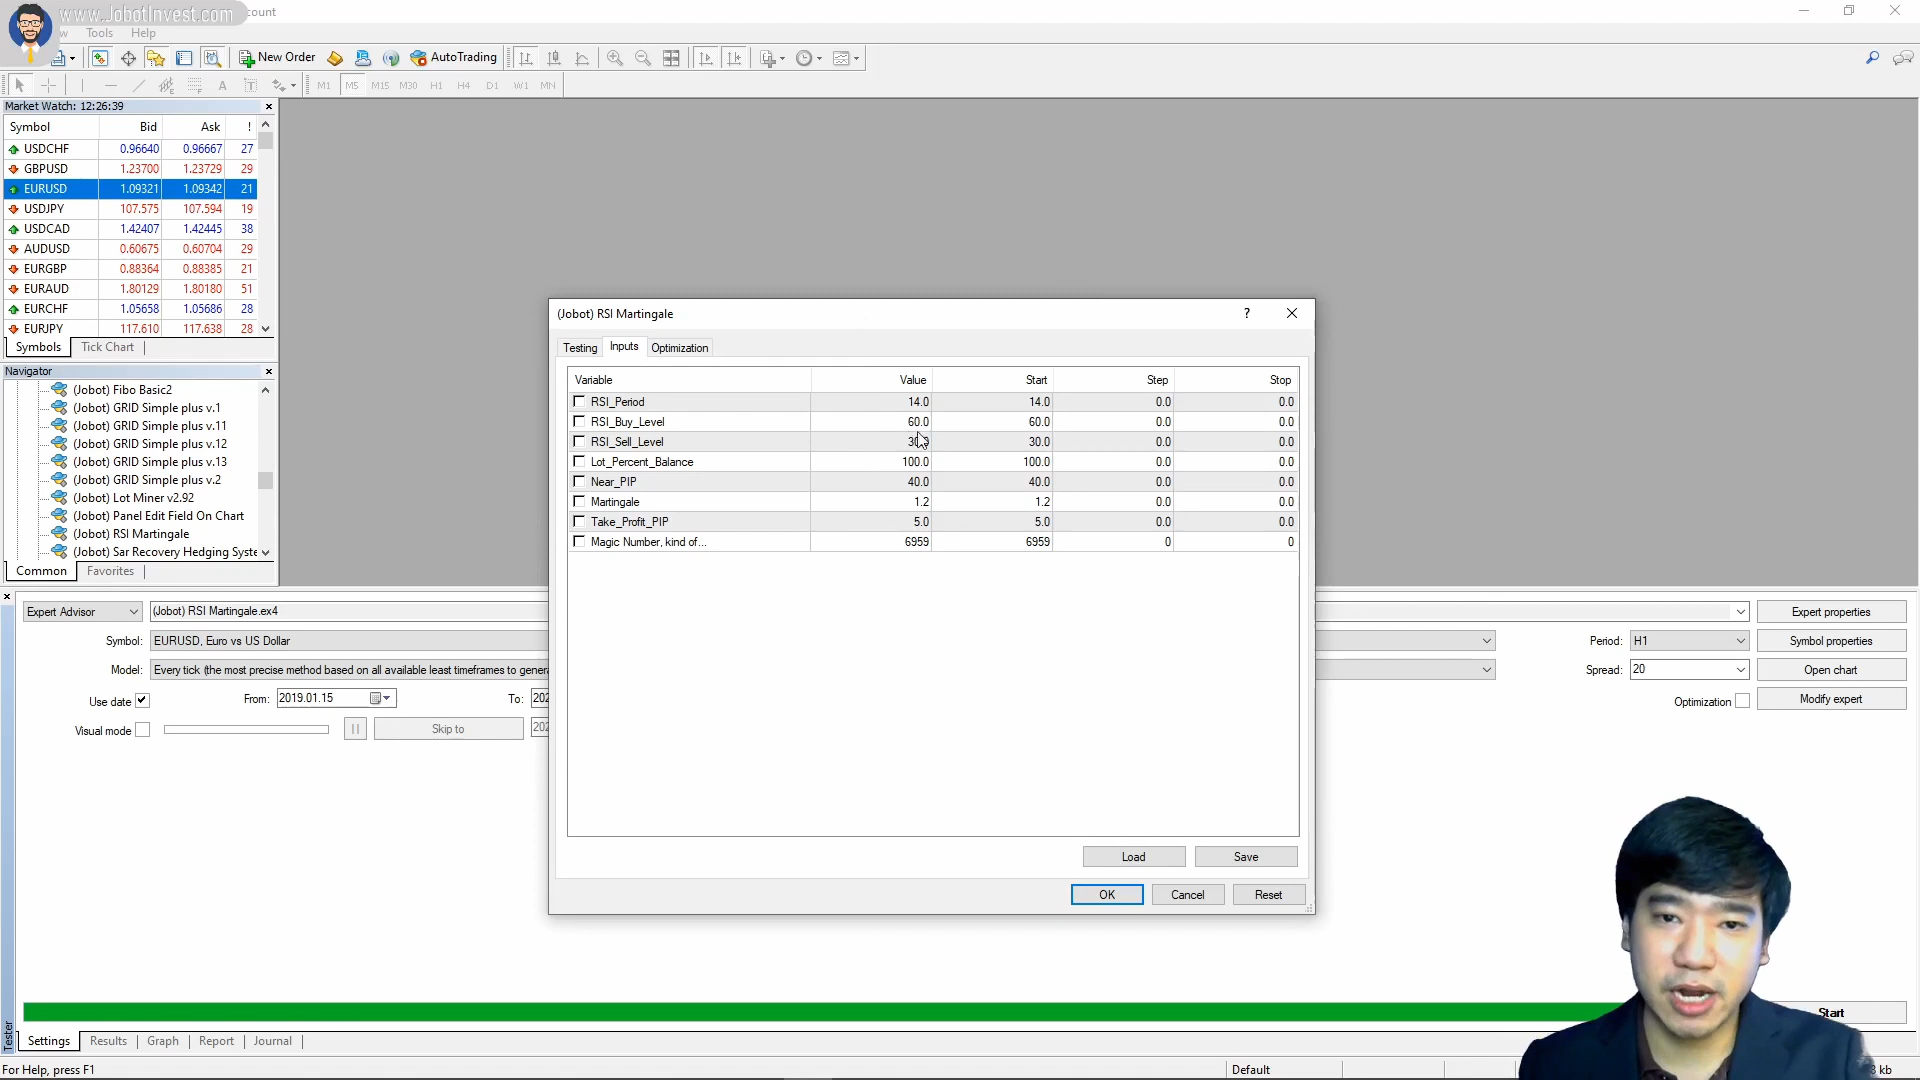 www.JobotInvest.com
count
w Tools Help
New Order AutoTrading
A T M1 M5 M15 M30 H1 H4 D1 W1 MN
Market Watch: 12:26:39
Symbol Bid Ask !
USDCHF 0.96640 0.96667 27
GBPUSD 1.23700 1.23729 29
EURUSD 1.09321 1.09342 21
USDJPY 107.575 107.594 19
USDCAD 1.42407 1.42445 38
AUDUSD 0.60675 0.60704 29
EURGBP 0.88364 0.88385 21
EURAUD 1.80129 1.80180 51
EURCHF 1.05658 1.05686 28
EURJPY 117.610 117.638 28
Symbols Tick Chart
Navigator
(Jobot) Fibo Basic2
(Jobot) GRID Simple plus v.1
(Jobot) GRID Simple plus v.11
(Jobot) GRID Simple plus v.12
(Jobot) GRID Simple plus v.13
(Jobot) GRID Simple plus v.2
(Jobot) Lot Miner v2.92
(Jobot) Panel Edit Field On Chart
(Jobot) RSI Martingale
(Jobot) Sar Recovery Hedging Syste
Common Favorites
(Jobot) RSI Martingale ?
Testing Inputs Optimization
Variable Value Start Step Stop
RSI_Period 14.0 14.0 0.0 0.0
RSI_Buy_Level 60.0 60.0 0.0 0.0
RSI_Sell_Level 30.0 30.0 0.0 0.0
Lot_Percent_Balance 100.0 100.0 0.0 0.0
Near_PIP 40.0 40.0 0.0 0.0
Martingale 1.2 1.2 0.0 0.0
Take_Profit_PIP 5.0 5.0 0.0 0.0
Magic Number, kind of... 6959 6959 0 0
Load Save
OK Cancel Reset
Expert Advisor (Jobot) RSI Martingale.ex4 Expert properties
Symbol: EURUSD, Euro vs US Dollar Period: H1 Symbol properties
Model: Every tick (the most precise method based on all available least timeframes to genera Spread: 20 Open chart
Use date From: 2019.01.15 To: 202 Optimization Modify expert
Visual mode Skip to 202
Start
Tester
Settings Results Graph Report Journal
For Help, press F1 Default kb